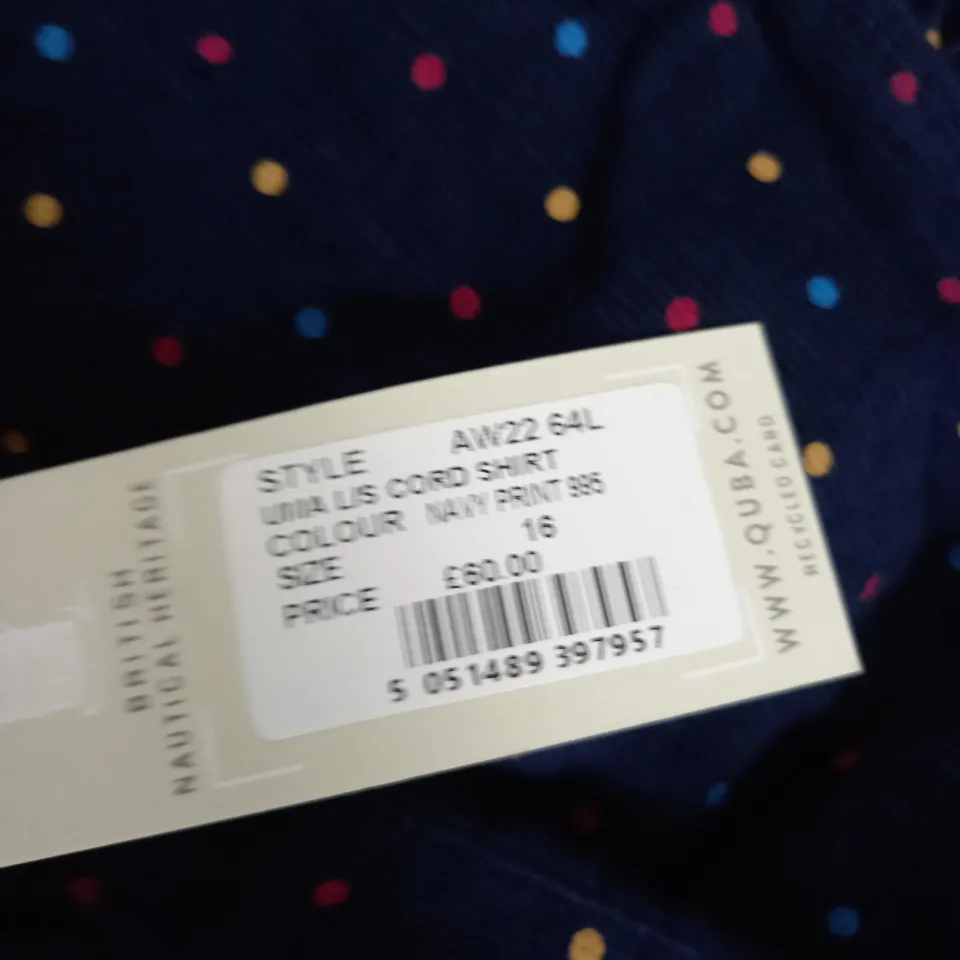 STYLE AW22 64L
L/S CORD SHIRT
COLOUR NAVY PRINT 995
SIZE 16
PRICE £60.00
5 051489 397957
BRITISH
NAUTICAL HERITAGE
WWW.QUBA.COM
RECYCLED CARD